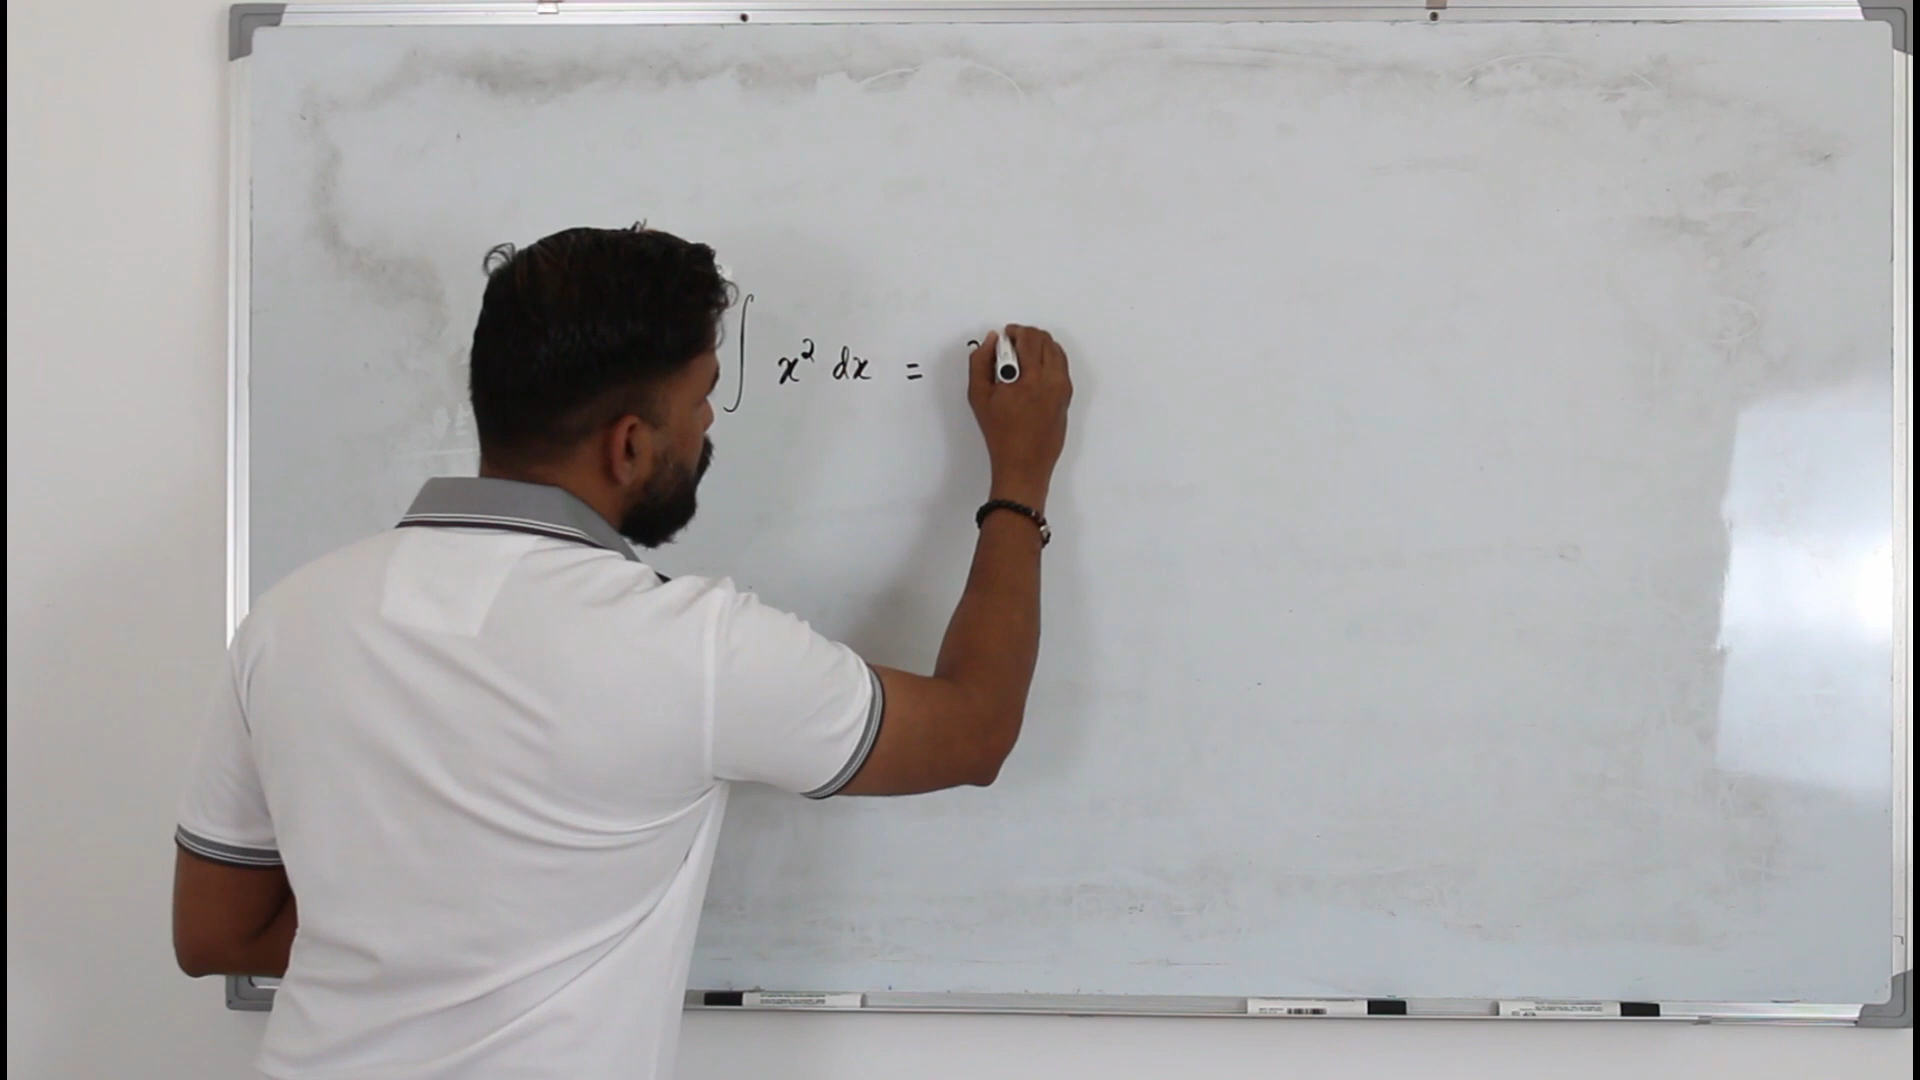 ∫ x² dx =